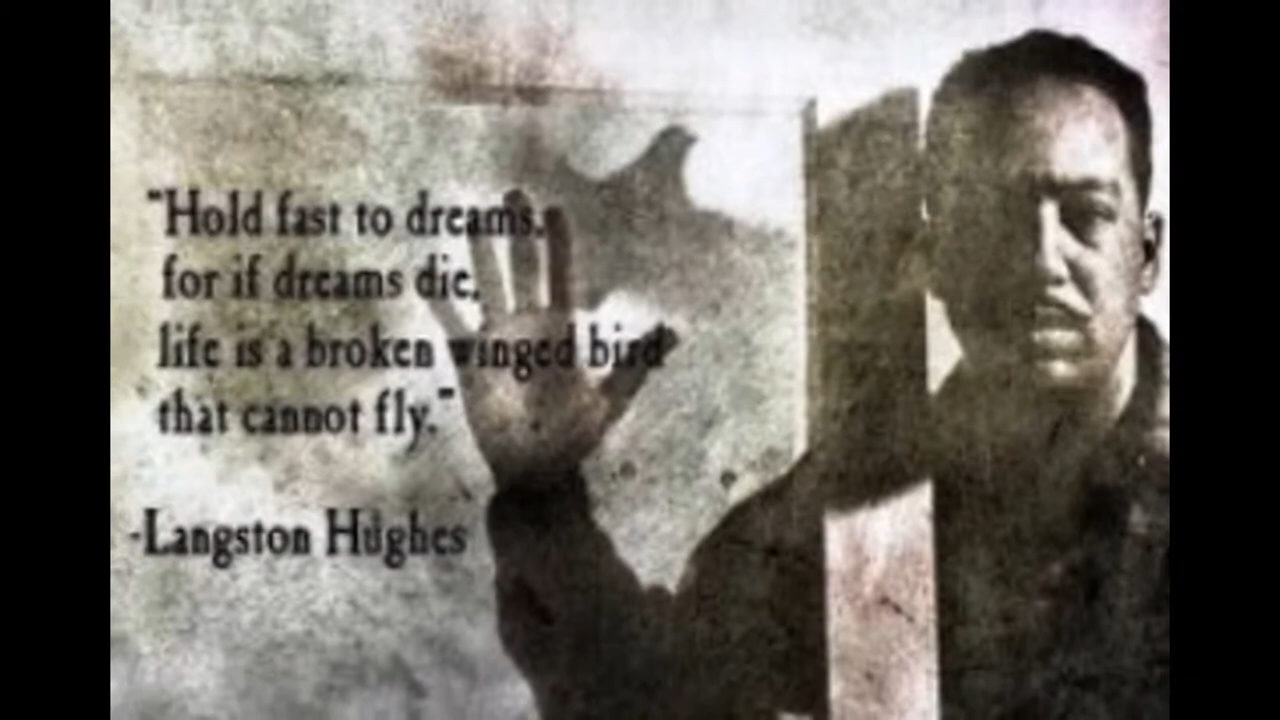 "Hold fast to dreams,
for if dreams die,
life is a broken winged bird
that cannot fly."
-Langston Hughes